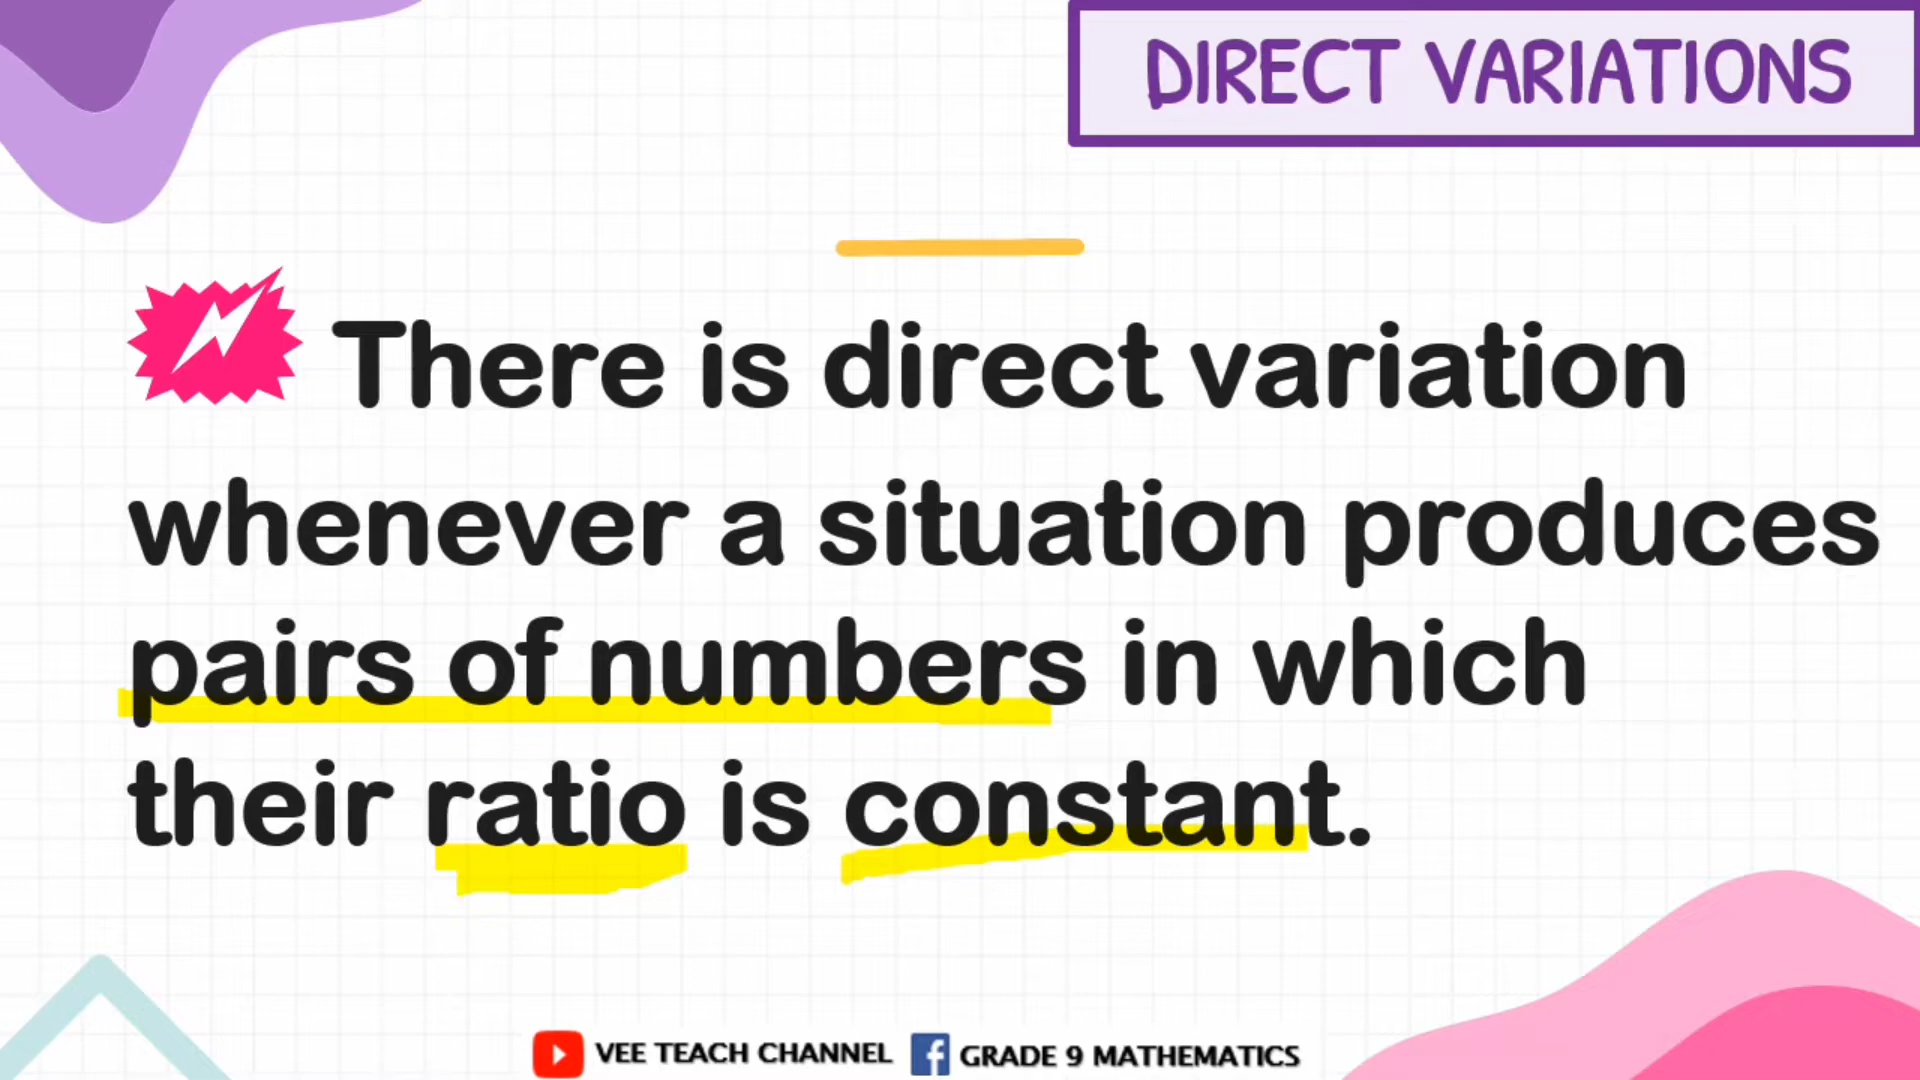 DIRECT VARIATIONS
There is direct variation
whenever a situation produces
pairs of numbers in which
their ratio is constant.
VEE TEACH CHANNEL GRADE 9 MATHEMATICS